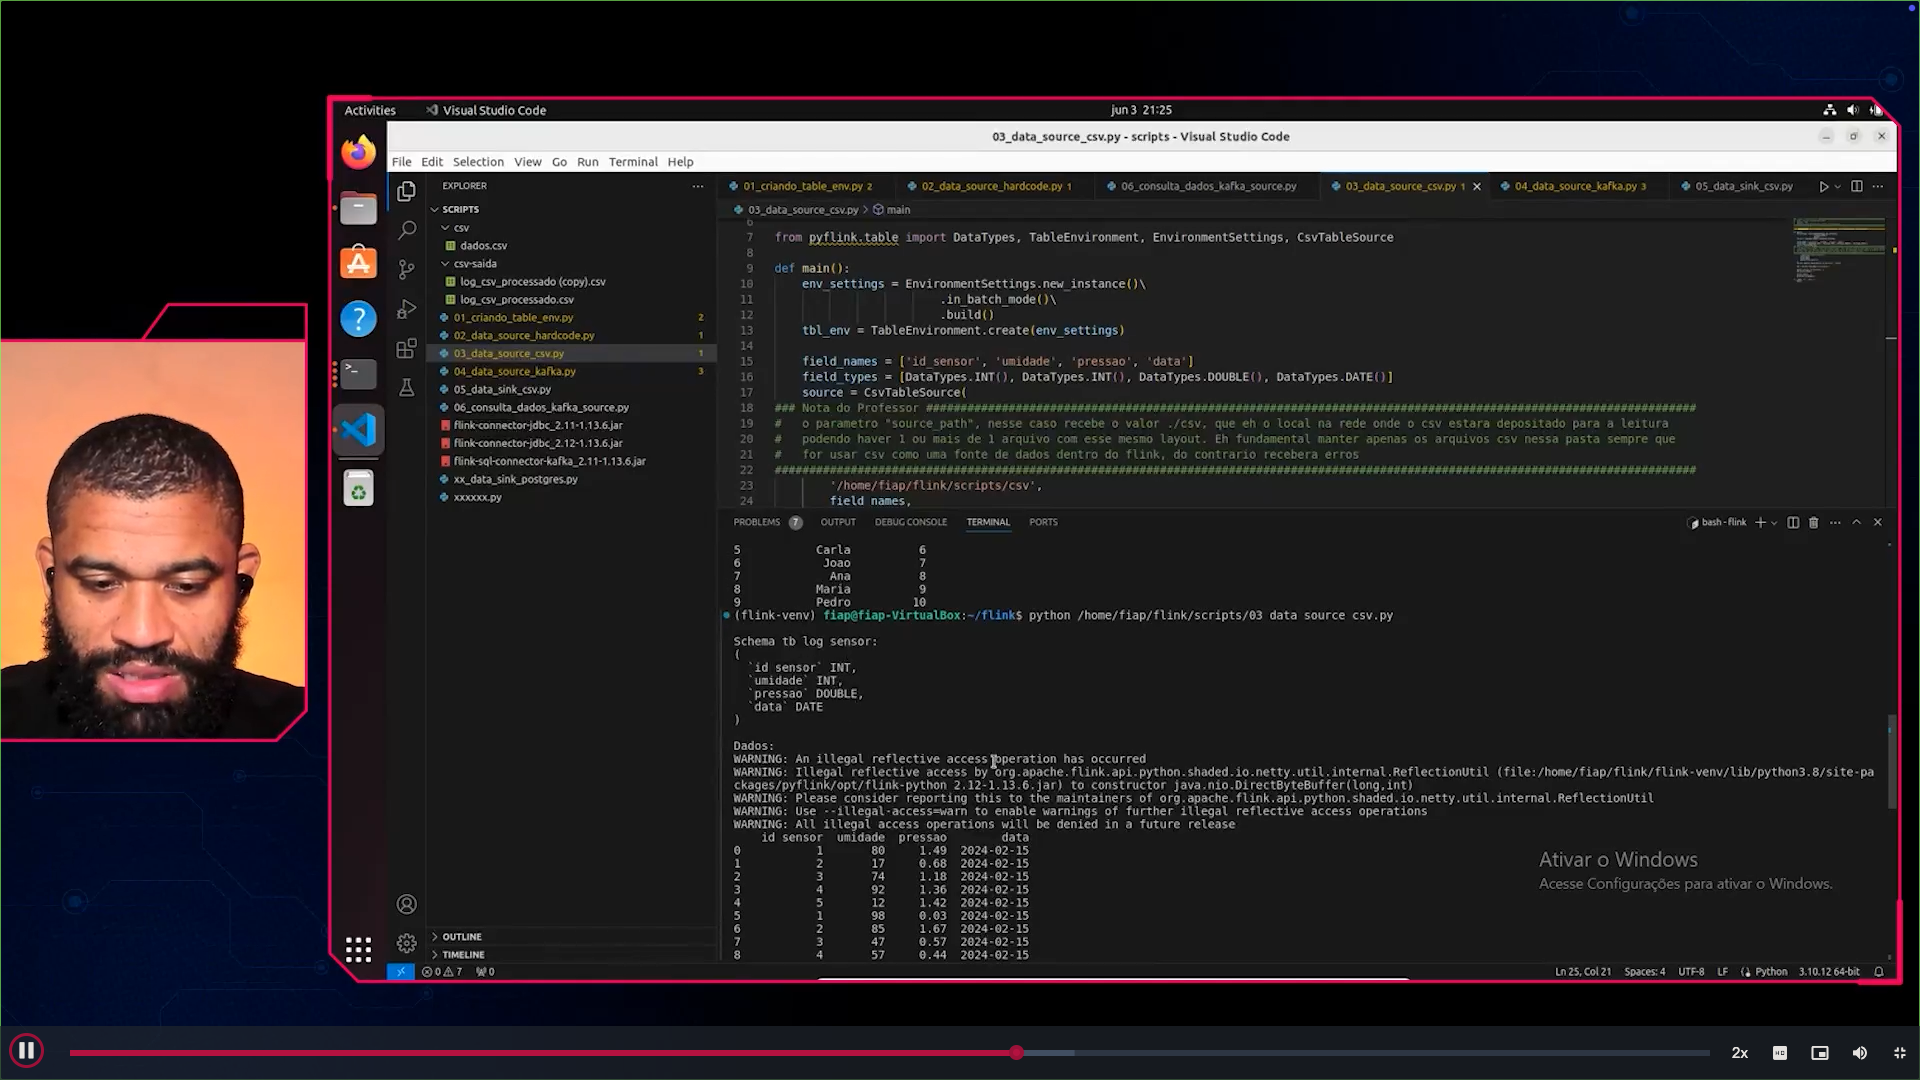 Activities
Visual Studio Code
jun 3 21:25
03_data_source_csv.py - scripts - Visual Studio Code
File Edit Selection View Go Run Terminal Help
EXPLORER
SCRIPTS
csv
dados.csv
csv-saida
log_csv_processado (copy).csv
log_csv_processado.csv
01_criando_table_env.py 2
02_data_source_hardcode.py 1
03_data_source_csv.py 1
04_data_source_kafka.py 3
05_data_sink_csv.py
06_consulta_dados_kafka_source.py
flink-connector-jdbc_2.11-1.13.6.jar
flink-connector-jdbc_2.12-1.13.6.jar
flink-sql-connector-kafka_2.11-1.13.6.jar
xx_data_sink_postgres.py
xxxxxx.py
OUTLINE
TIMELINE
01_criando_table_env.py 2
02_data_source_hardcode.py 1
06_consulta_dados_kafka_source.py
03_data_source_csv.py 1
04_data_source_kafka.py 3
05_data_sink_csv.py
03_data_source_csv.py > main
6
7 from pyflink.table import DataTypes, TableEnvironment, EnvironmentSettings, CsvTableSource
8
9 def main():
10 env_settings = EnvironmentSettings.new_instance()\
11 .in_batch_mode()\
12 .build()
13 tbl_env = TableEnvironment.create(env_settings)
14
15 field_names = ['id_sensor', 'umidade', 'pressao', 'data']
16 field_types = [DataTypes.INT(), DataTypes.INT(), DataTypes.DOUBLE(), DataTypes.DATE()]
17 source = CsvTableSource(
18 ### Nota do Professor ################################################################################################################
19 # o parametro "source_path", nesse caso recebe o valor ./csv, que eh o local na rede onde o csv estara depositado para a leitura
20 # podendo haver 1 ou mais de 1 arquivo com esse mesmo layout. Eh fundamental manter apenas os arquivos csv nessa pasta sempre que
21 # for usar csv como uma fonte de dados dentro do flink, do contrario recebera erros
22 ######################################################################################################################################
23 '/home/fiap/flink/scripts/csv',
24 field names,
PROBLEMS 7 OUTPUT DEBUG CONSOLE TERMINAL PORTS
bash - flink
5 Carla 6
6 Joao 7
7 Ana 8
8 Maria 9
9 Pedro 10
(flink-venv) fiap@fiap-VirtualBox:~/flink$ python /home/fiap/flink/scripts/03 data source csv.py
Schema tb log sensor:
(
`id sensor` INT,
`umidade` INT,
`pressao` DOUBLE,
`data` DATE
)
Dados:
WARNING: An illegal reflective access operation has occurred
WARNING: Illegal reflective access by org.apache.flink.api.python.shaded.io.netty.util.internal.ReflectionUtil (file:/home/fiap/flink/flink-venv/lib/python3.8/site-pa
ckages/pyflink/opt/flink-python 2.12-1.13.6.jar) to constructor java.nio.DirectByteBuffer(long,int)
WARNING: Please consider reporting this to the maintainers of org.apache.flink.api.python.shaded.io.netty.util.internal.ReflectionUtil
WARNING: Use --illegal-access=warn to enable warnings of further illegal reflective access operations
WARNING: All illegal access operations will be denied in a future release
id sensor umidade pressao data
0 1 80 1.49 2024-02-15
1 2 17 0.68 2024-02-15
2 3 74 1.18 2024-02-15
3 4 92 1.36 2024-02-15
4 5 12 1.42 2024-02-15
5 1 98 0.03 2024-02-15
6 2 85 1.67 2024-02-15
7 3 47 0.57 2024-02-15
8 4 57 0.44 2024-02-15
Ativar o Windows
Acesse Configurações para ativar o Windows.
0 7 0
Ln 25, Col 21 Spaces: 4 UTF-8 LF Python 3.10.12 64-bit
2x
HD